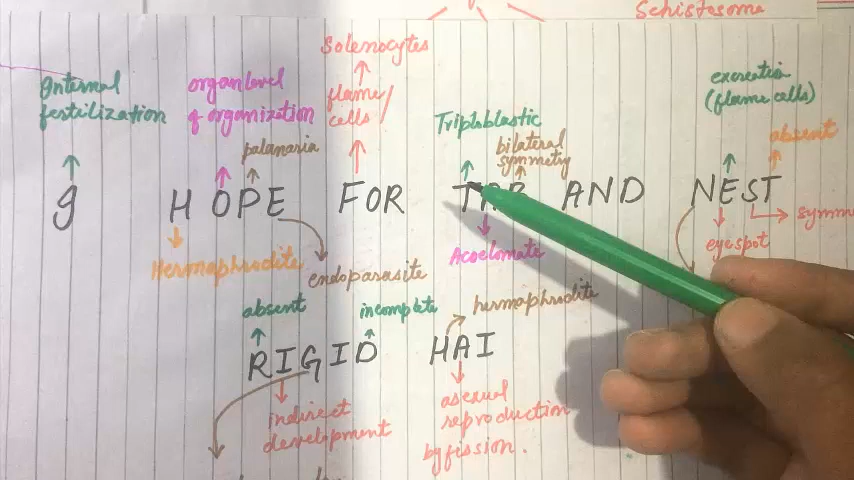 Schistosoma
Solenocytes
Internal
fertilization
organ level
of organization
flame/
cells/
excretion
(flame cells)
palanaria
Triploblastic
bilateral
symmetry
absent
I HOPE FOR TAB AND NEST
Hermaphrodite
endoparasite
Acoelomate
eyespot
symm
absent
incomplete
hermaphrodite
RIGID HAI
indirect
development
asexual
reproduction
by fission.